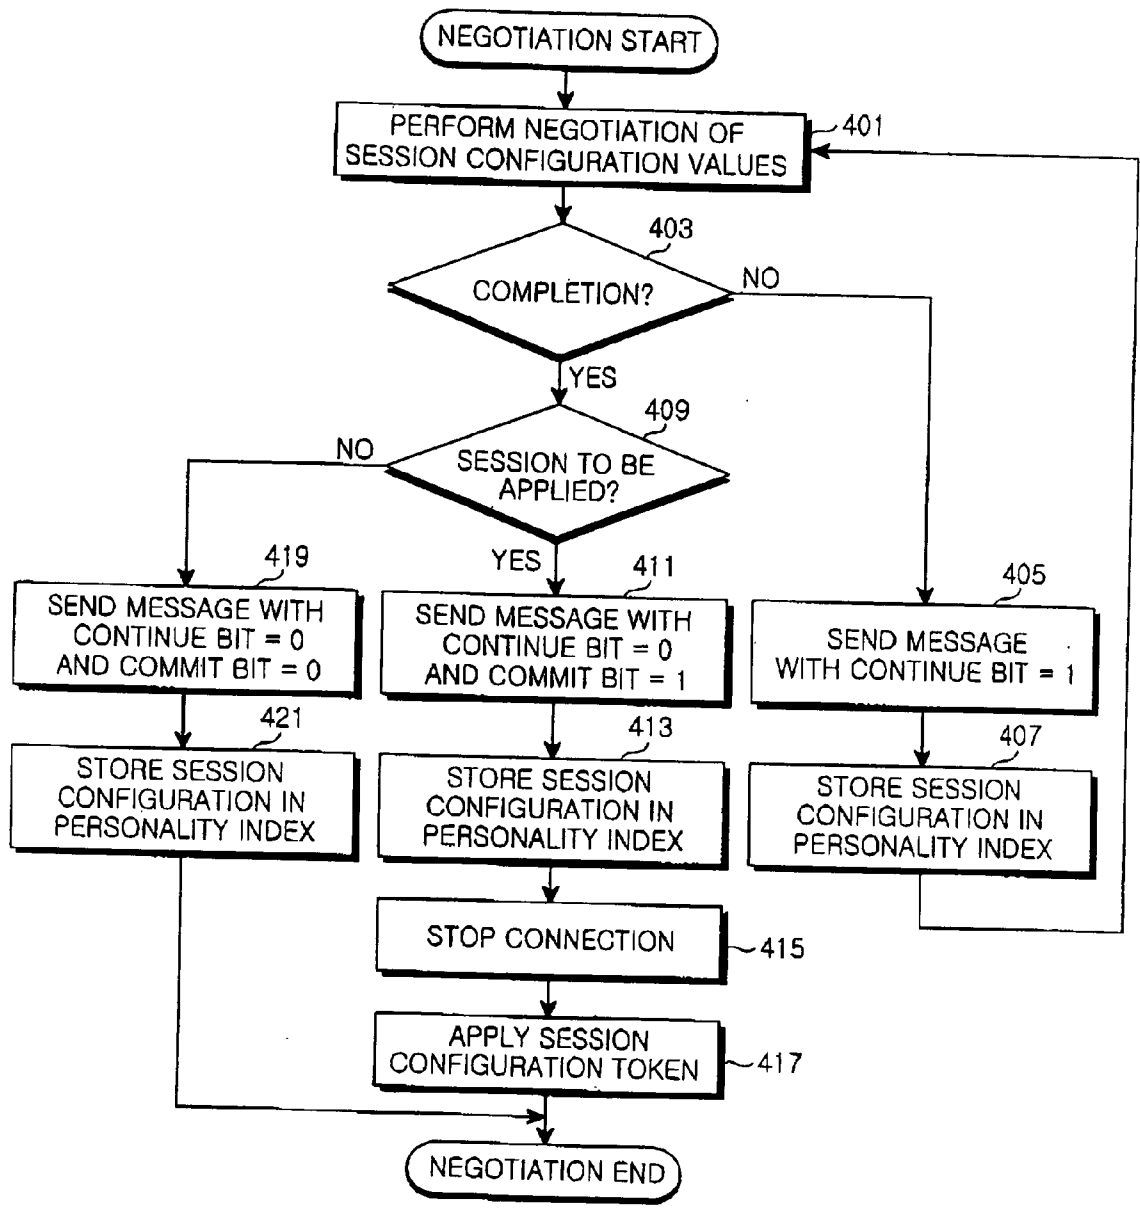 NEGOTIATION START
PERFORM NEGOTIATION OF
SESSION CONFIGURATION VALUES
401
403
COMPLETION?
NO
YES
409
SESSION TO BE
APPLIED?
NO
YES
419
SEND MESSAGE WITH
CONTINUE BIT = 0
AND COMMIT BIT = 0
411
SEND MESSAGE WITH
CONTINUE BIT = 0
AND COMMIT BIT = 1
405
SEND MESSAGE
WITH CONTINUE BIT = 1
421
STORE SESSION
CONFIGURATION IN
PERSONALITY INDEX
413
STORE SESSION
CONFIGURATION IN
PERSONALITY INDEX
407
STORE SESSION
CONFIGURATION IN
PERSONALITY INDEX
STOP CONNECTION
415
APPLY SESSION
CONFIGURATION TOKEN
417
NEGOTIATION END